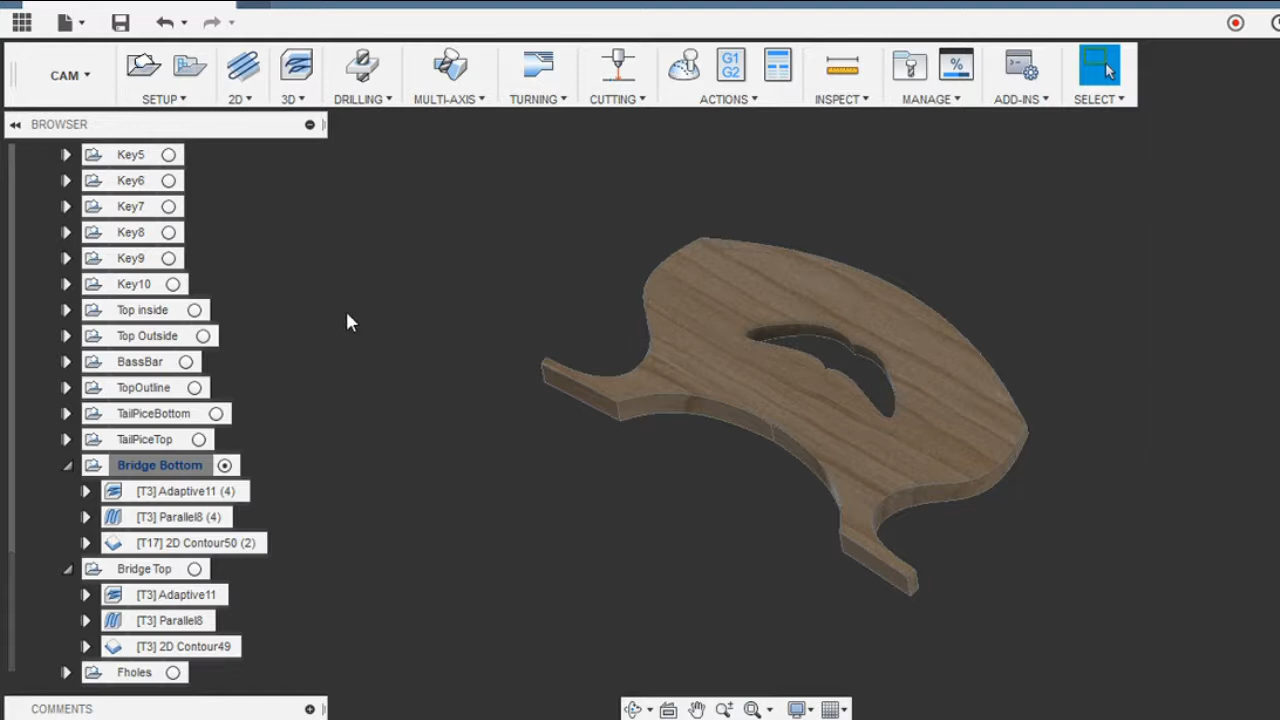 G1
G2
%
CAM
SETUP
2D
3D
DRILLING
MULTI-AXIS
TURNING
CUTTING
ACTIONS
INSPECT
MANAGE
ADD-INS
SELECT
BROWSER
Key5
Key6
Key7
Key8
Key9
Key10
Top inside
Top Outside
BassBar
TopOutline
TailPiceBottom
TailPiceTop
Bridge Bottom
[T3] Adaptive11 (4)
[T3] Parallel8 (4)
[T17] 2D Contour50 (2)
Bridge Top
[T3] Adaptive11
[T3] Parallel8
[T3] 2D Contour49
Fholes
COMMENTS